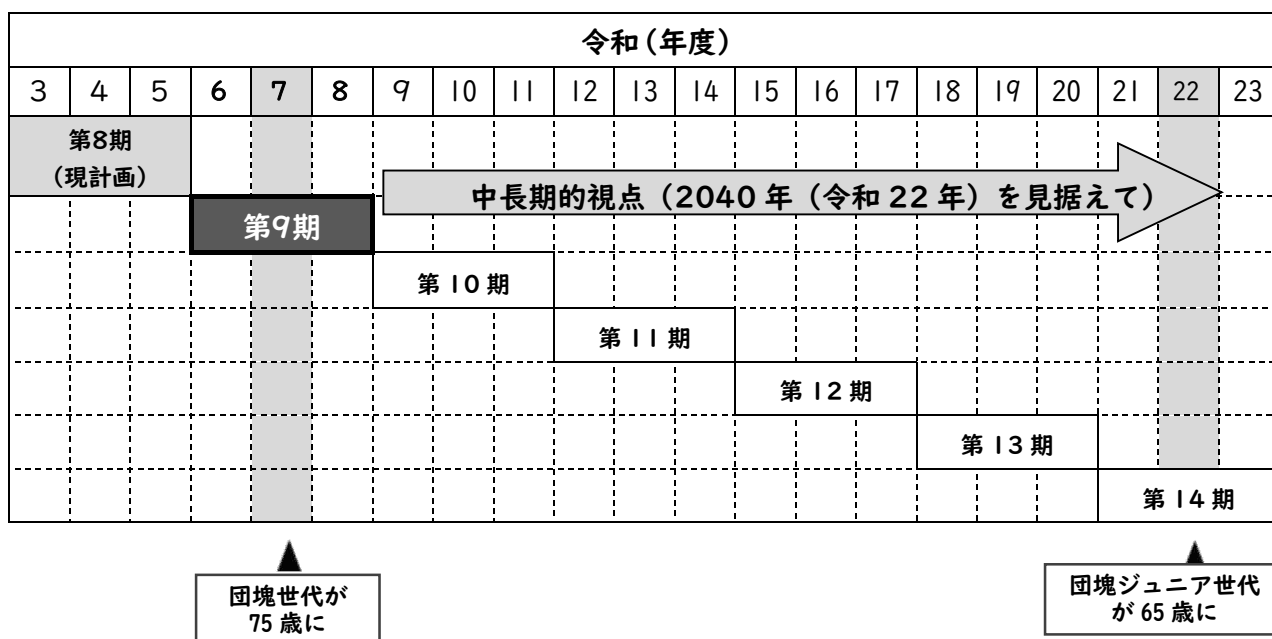 令和（年度）
3 4 5 6 7 8 9 10 11 12 13 14 15 16 17 18 19 20 21 22 23
第8期
（現計画）
中長期的視点（2040年（令和22年）を見据えて）
第9期
第10期
第11期
第12期
第13期
第14期
団塊世代が
75歳に
団塊ジュニア世代
が65歳に